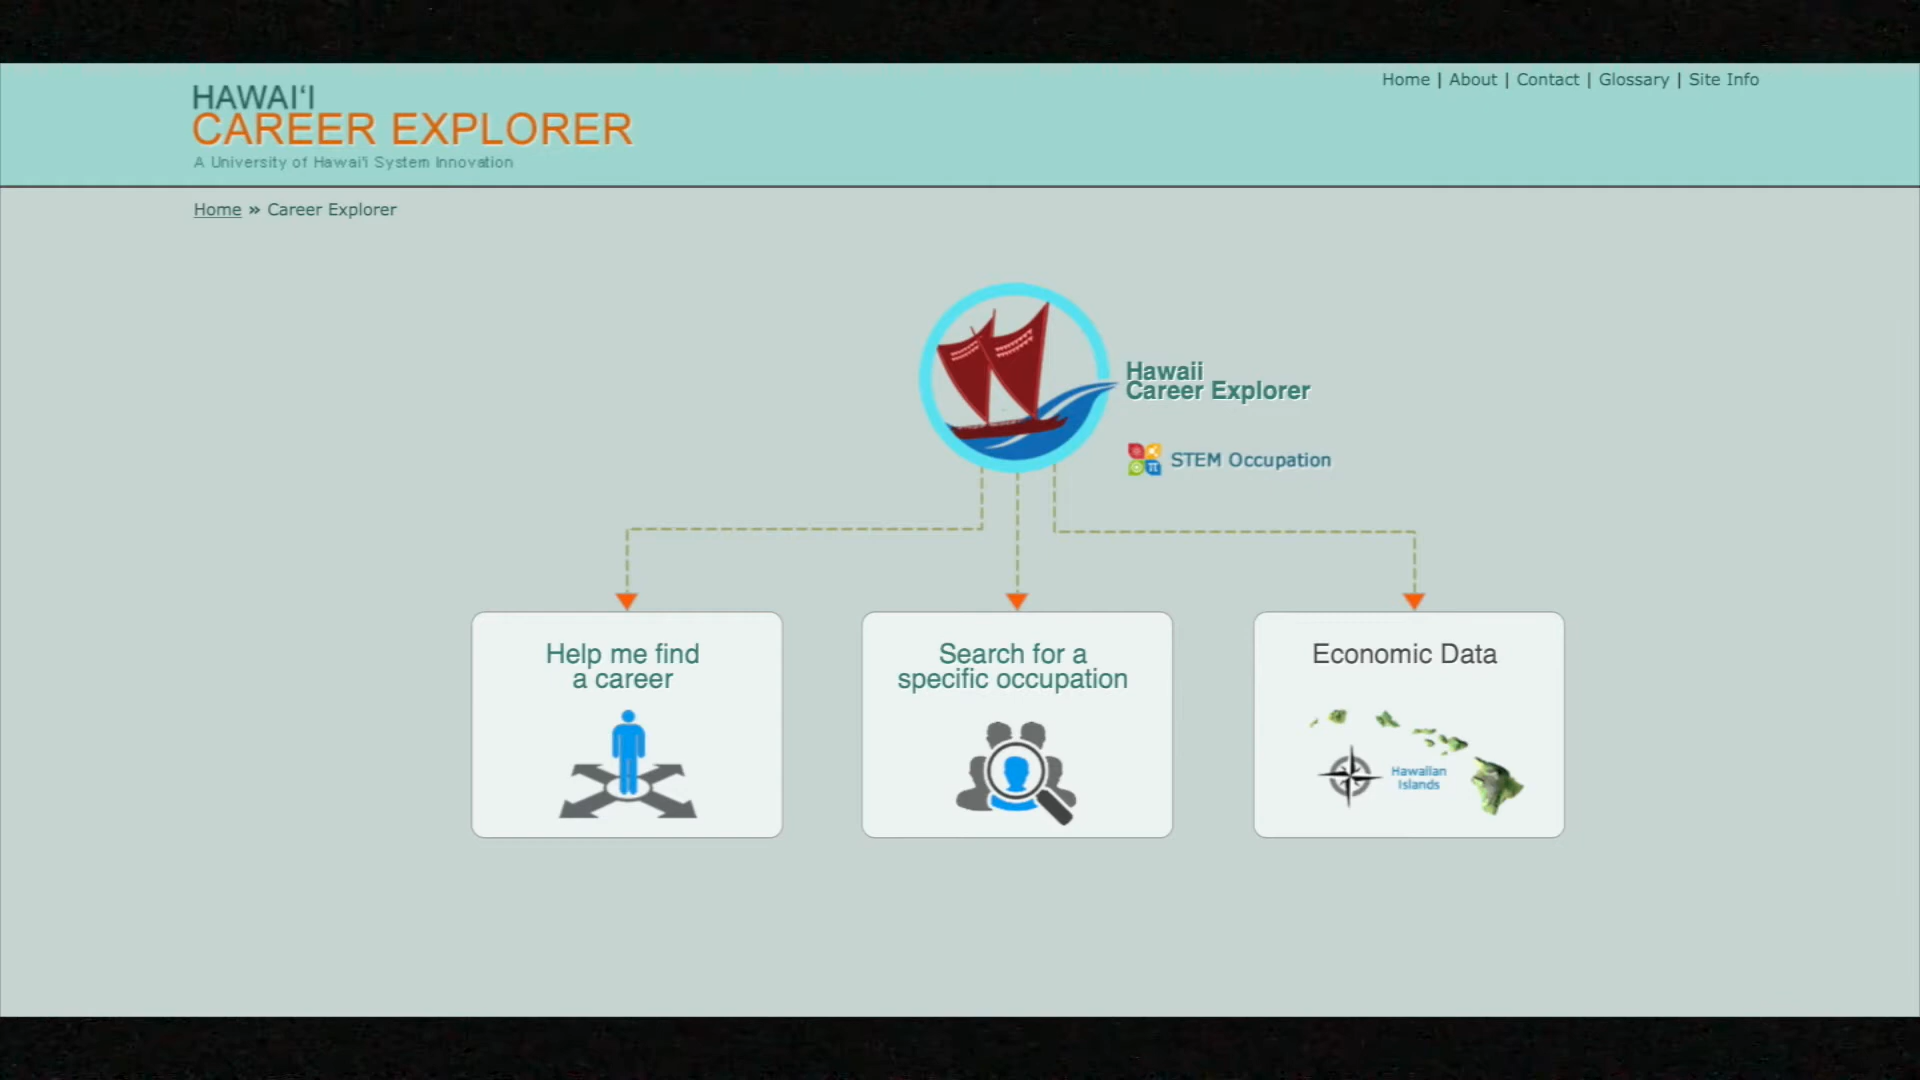 Home | About | Contact | Glossary | Site Info
HAWAI‘I
CAREER EXPLORER
A University of Hawai‘i System Innovation
Home » Career Explorer
Hawaii
Career Explorer
STEM Occupation
Help me find
a career
Search for a
specific occupation
Economic Data
Hawaiian
Islands